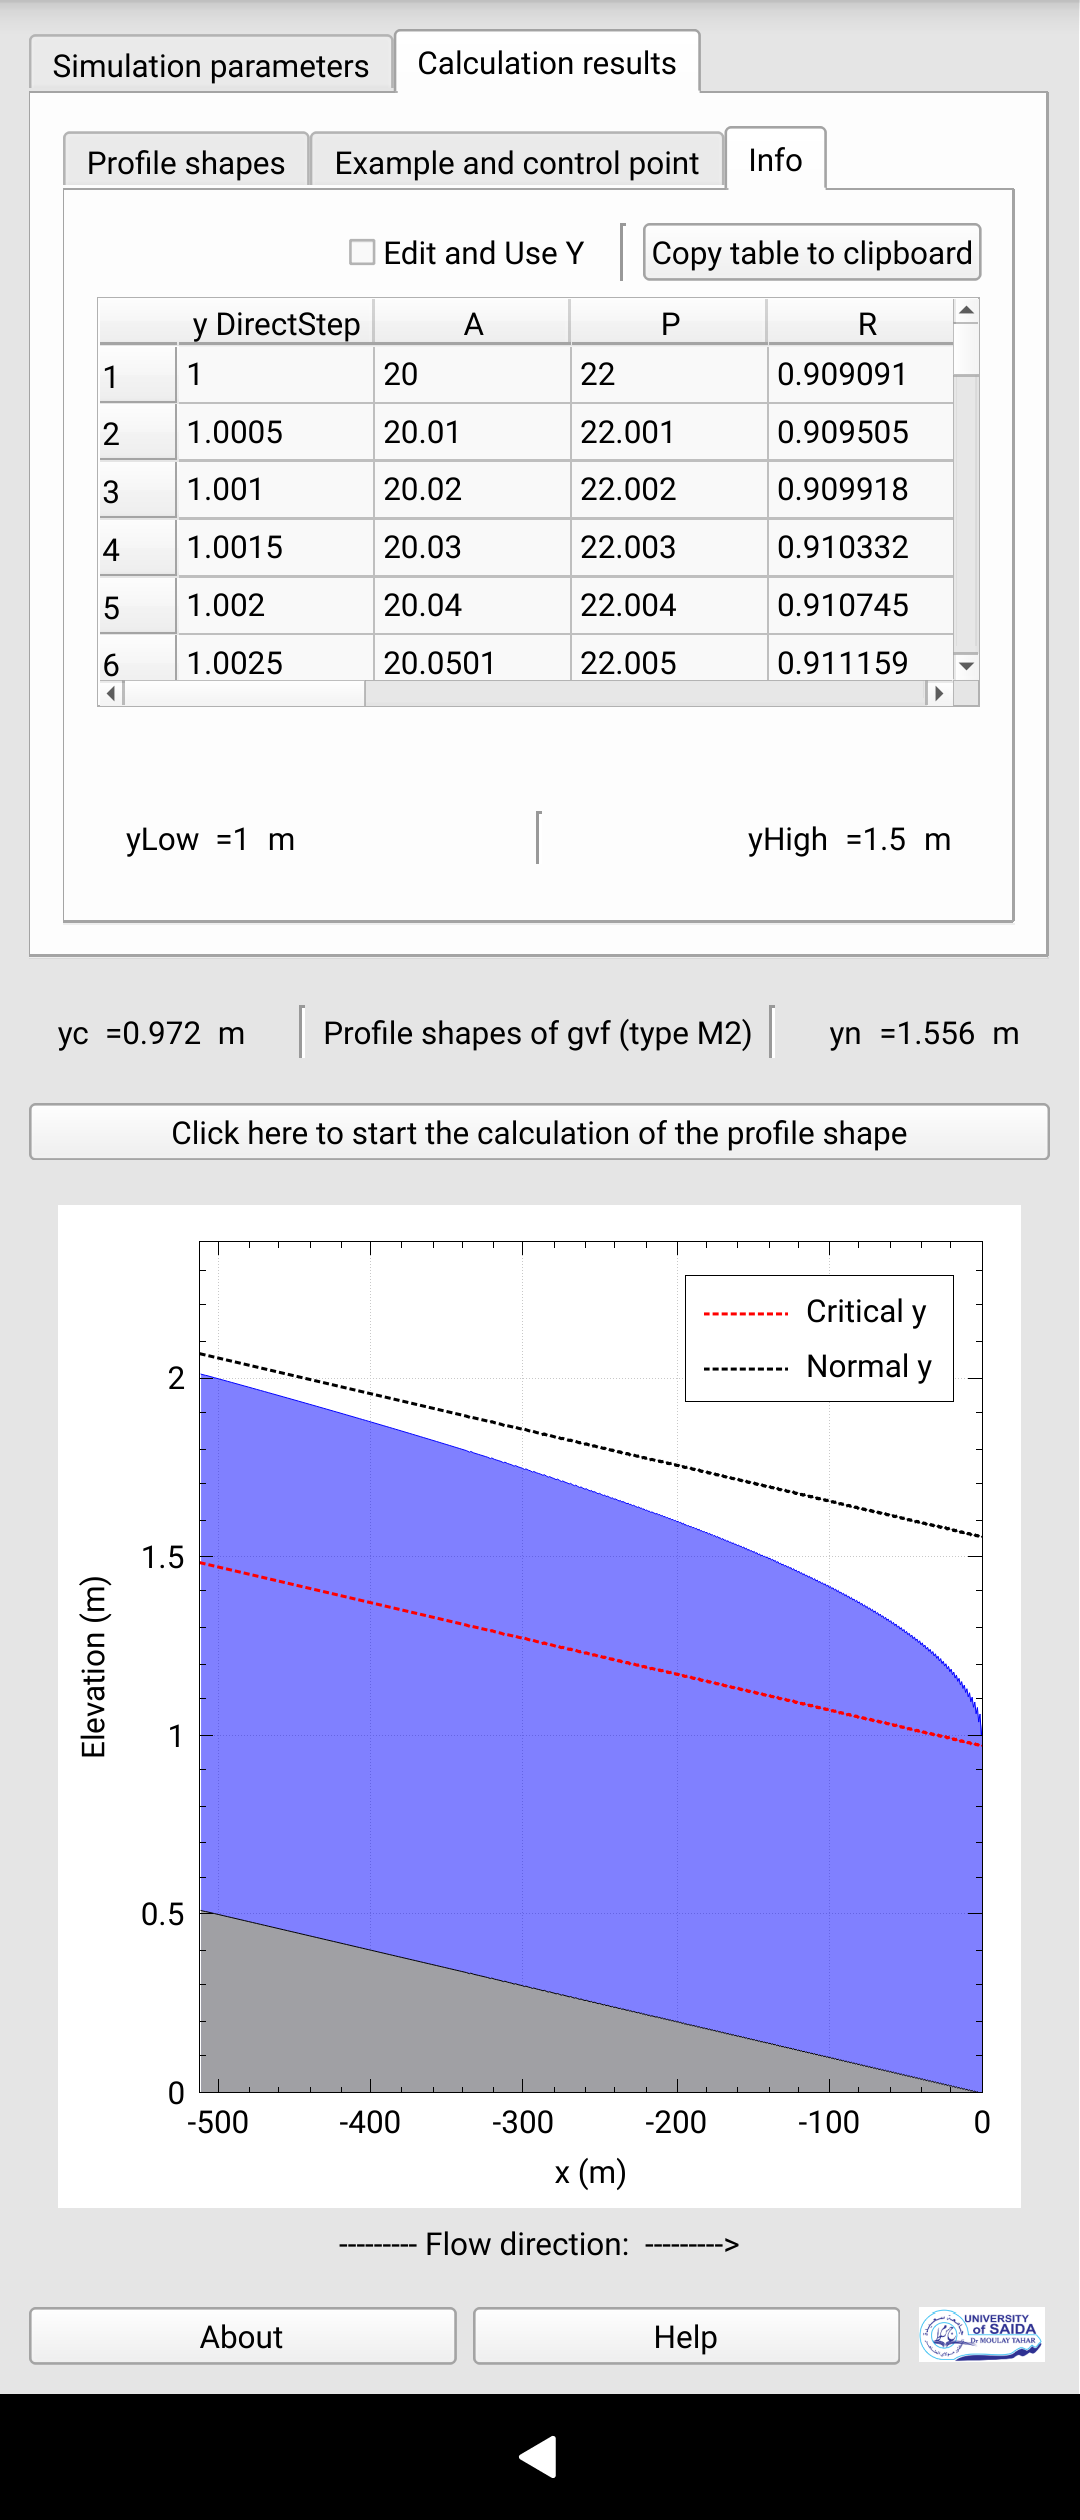 Simulation parameters Calculation results
Profile shapes Example and control point Info
Edit and Use Y Copy table to clipboard
y DirectStep A P R
1 1 20 22 0.909091
2 1.0005 20.01 22.001 0.909505
3 1.001 20.02 22.002 0.909918
4 1.0015 20.03 22.003 0.910332
5 1.002 20.04 22.004 0.910745
6 1.0025 20.0501 22.005 0.911159
yLow =1 m yHigh =1.5 m
yc =0.972 m Profile shapes of gvf (type M2) yn =1.556 m
Click here to start the calculation of the profile shape
Critical y
Normal y
2
1.5
1
0.5
0
Elevation (m)
-500 -400 -300 -200 -100 0
x (m)
--------- Flow direction: --------->
About Help
UNIVERSITY
of SAIDA
Dr MOULAY TAHAR